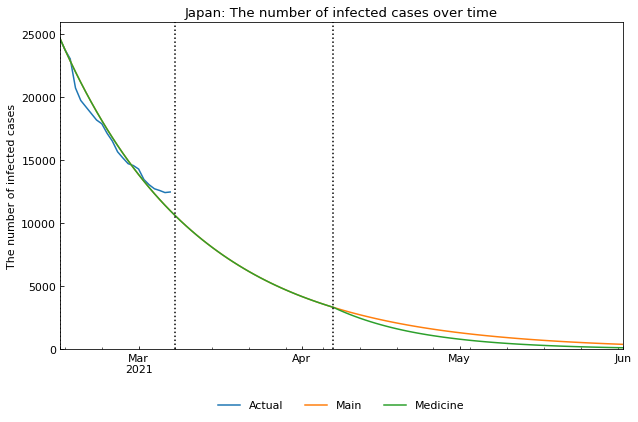 Japan: The number of infected cases over time
The number of infected cases
25000
20000
15000
10000
5000
0
Mar
2021
Apr
May
Jun
Actual
Main
Medicine